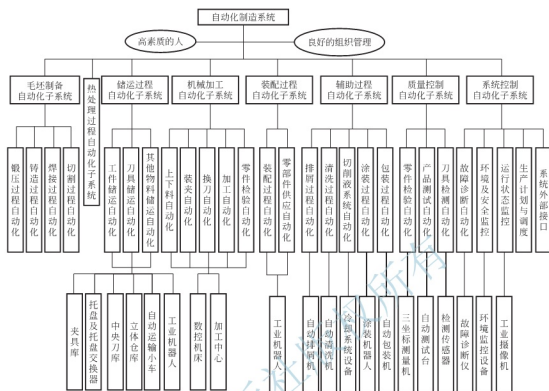 自动化制造系统
高素质的人
良好的组织管理
毛坯制备
自动化子系统
热处理过程自动化子系统
储运过程
自动化子系统
机械加工
自动化子系统
装配过程
自动化子系统
辅助过程
自动化子系统
质量控制
自动化子系统
系统控制
自动化子系统
锻压过程自动化
铸造过程自动化
焊接过程自动化
切割过程自动化
工件储运自动化
刀具储运自动化
其他物料储运自动化
上下料自动化
装夹自动化
换刀自动化
加工自动化
零件检验自动化
装配过程自动化
零部件供应自动化
排屑过程自动化
清洗过程自动化
切削液系统自动化
涂装过程自动化
包装过程自动化
零件检验自动化
产品测试自动化
刀具检测自动化
故障诊断自动化
环境及安全监控
运行状态监控
生产计划与调度
系统外部接口
夹具库
托盘及托盘交换器
中央刀库
立体仓库
自动运输小车
工业机器人
数控机床
加工中心
工业机器人
自动排屑机
自动清洗机
外部系统设备
涂装机器人
自动包装机
三坐标测量机
自动测试台
检测传感器
故障诊断仪
环境监控设备
工业摄像机
社版权所有